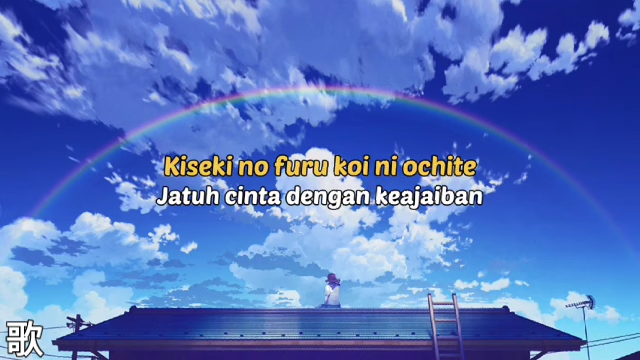 Kiseki no furu koi ni ochite
Jatuh cinta dengan keajaiban
歌